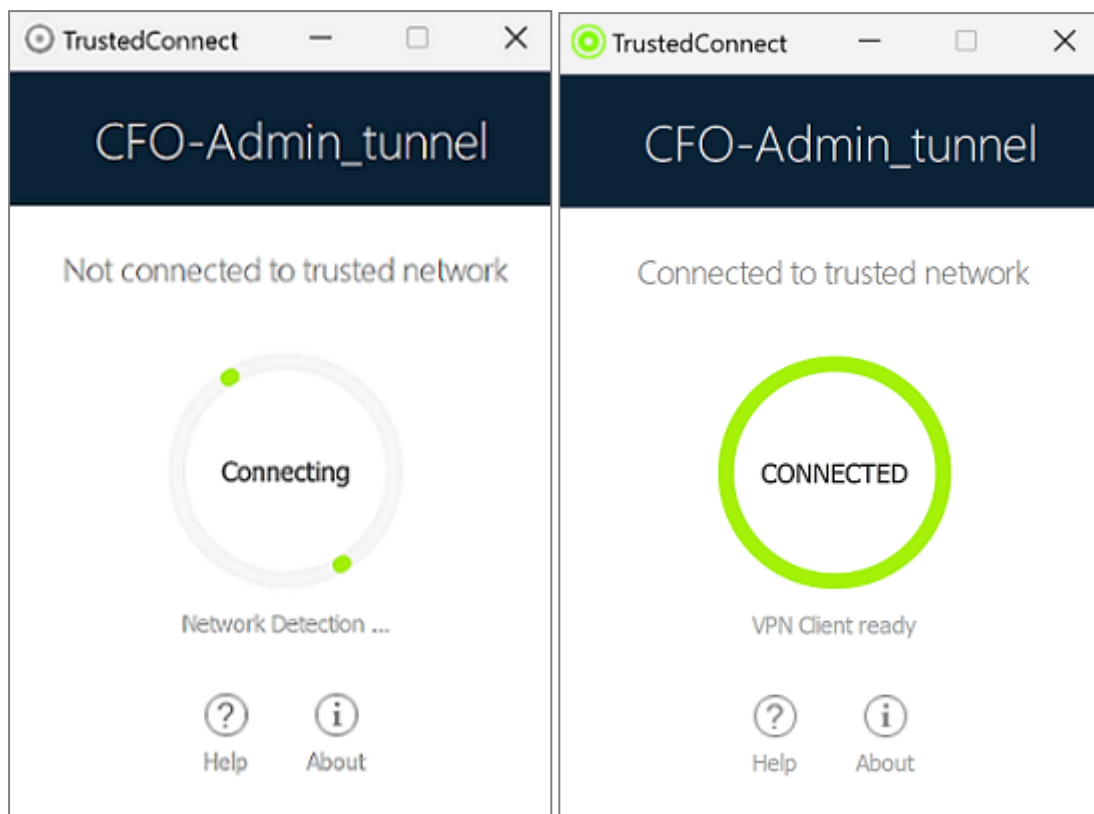 TrustedConnect
CFO-Admin_tunnel
Not connected to trusted network
Connecting
Network Detection ...
Help About
TrustedConnect
CFO-Admin_tunnel
Connected to trusted network
CONNECTED
VPN Client ready
Help About